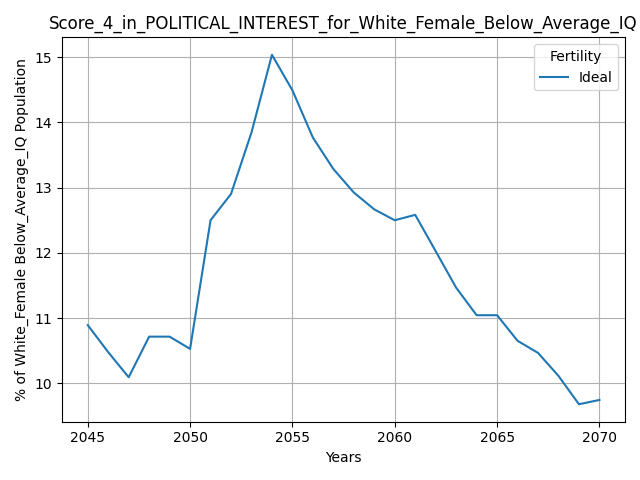 Score_4_in_POLITICAL_INTEREST_for_White_Female_Below_Average_IQ
Fertility
Ideal
% of White_Female Below_Average_IQ Population
15
14
13
12
11
10
2045
2050
2055
2060
2065
2070
Years